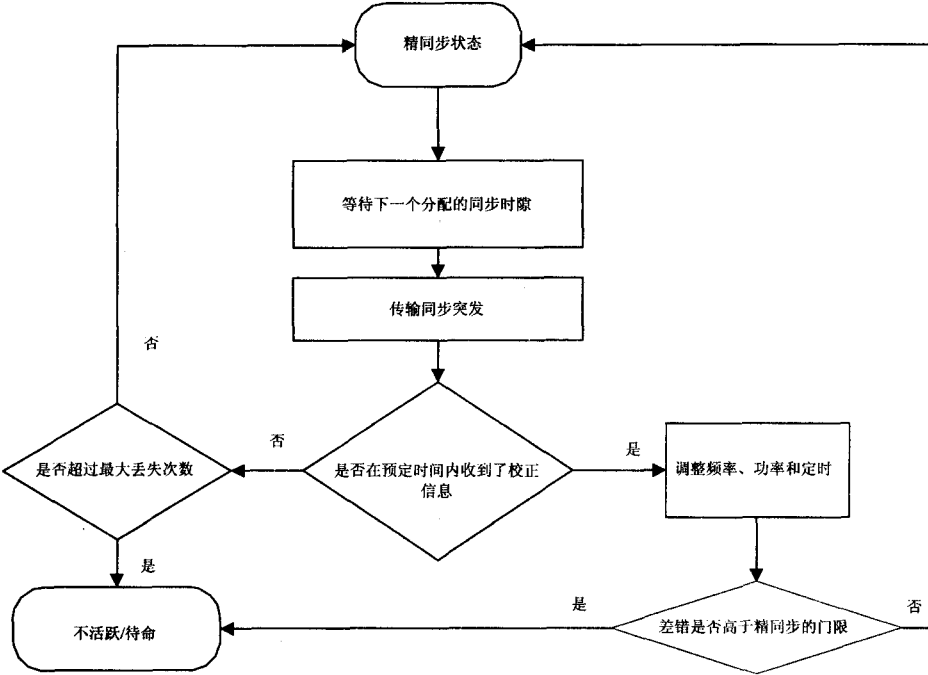 精同步状态
等待下一个分配的同步时隙
传输同步突发
否
是否超过最大丢失次数
否
是否在预定时间内收到了校正
信息
是
调整频率、功率和定时
是
不活跃/待命
是
差错是否高于精同步的门限
否